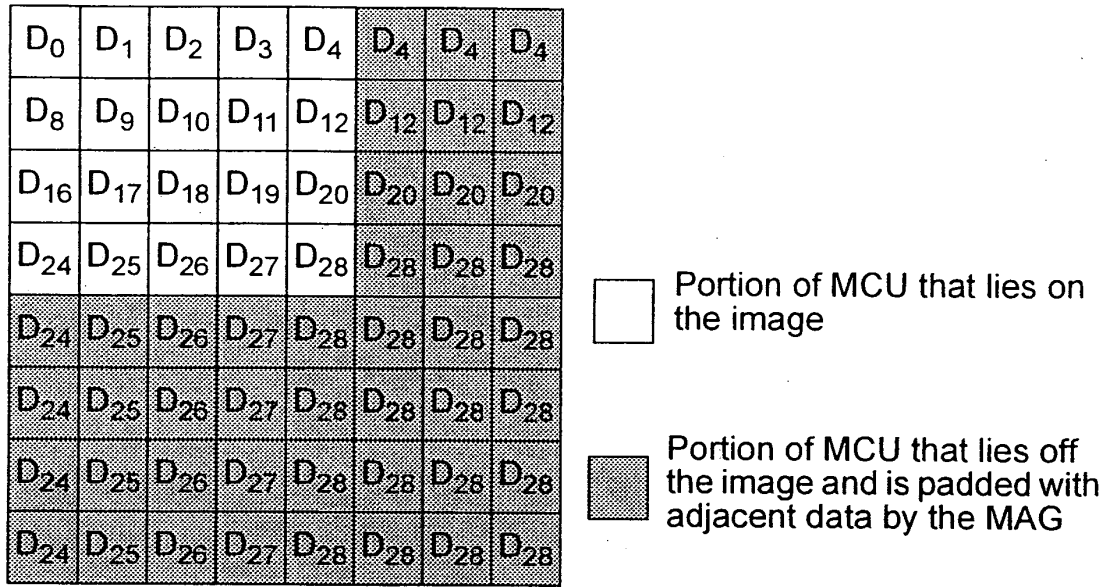 D0 D1 D2 D3 D4 D4 D4 D4
D8 D9 D10 D11 D12 D12 D12 D12
D16 D17 D18 D19 D20 D20 D20 D20
D24 D25 D26 D27 D28 D28 D28 D28
D24 D25 D26 D27 D28 D28 D28 D28
D24 D25 D26 D27 D28 D28 D28 D28
D24 D25 D26 D27 D28 D28 D28 D28
D24 D25 D26 D27 D28 D28 D28 D28
Portion of MCU that lies on
the image
Portion of MCU that lies off
the image and is padded with
adjacent data by the MAG